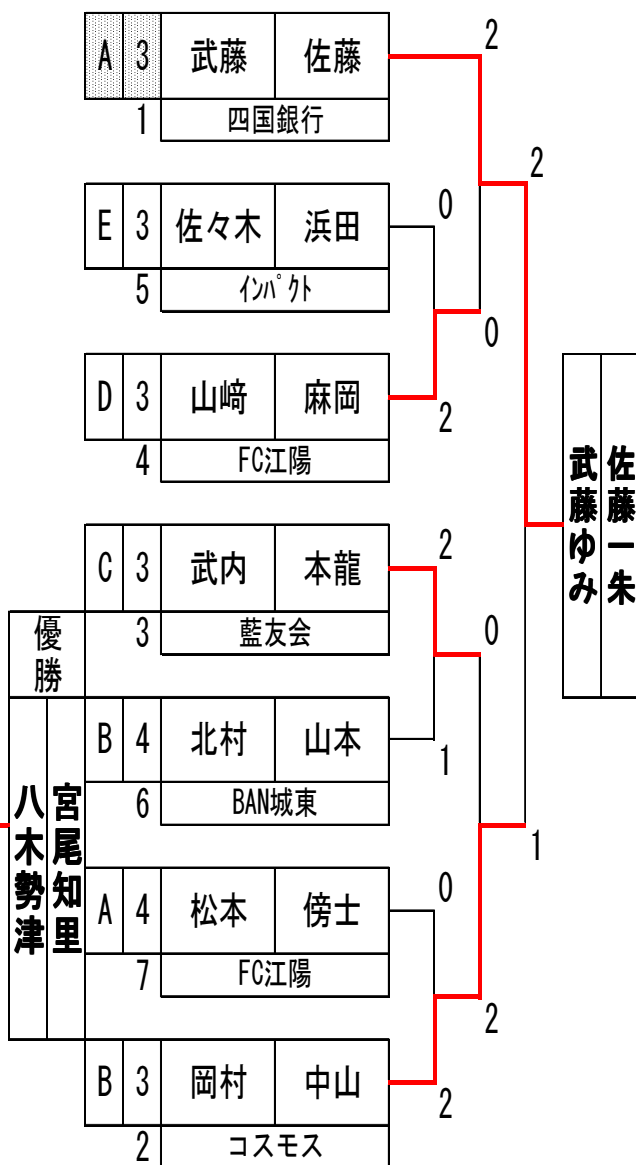 A 3 武藤 佐藤
1 四国銀行
2
2
E 3 佐々木 浜田
5 インパクト
0
0
D 3 山﨑 麻岡
4 FC江陽
2
C 3 武内 本龍
3 藍友会
2
0
B 4 北村 山本
6 BAN城東
1
1
A 4 松本 傍士
7 FC江陽
0
2
B 3 岡村 中山
2 コスモス
2
優勝
宮尾知里
八木勢津
佐藤一朱
武藤ゆみ